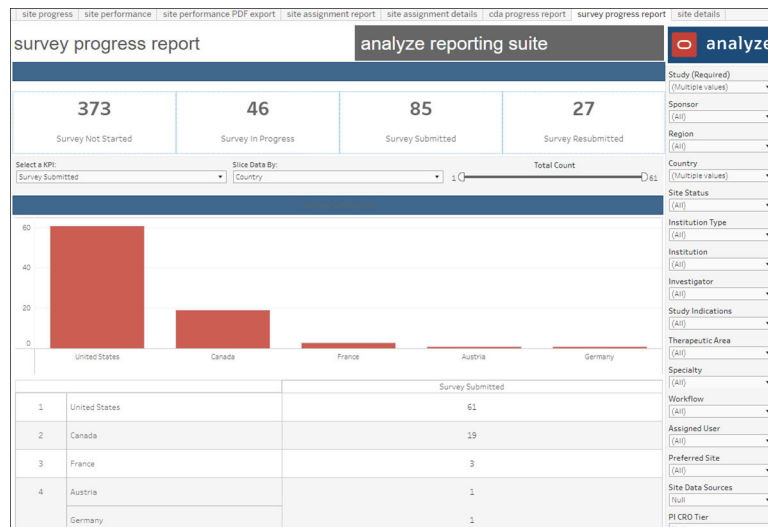 site progress site performance site performance PDF export site assignment report site assignment details cda progress report survey progress report site details
survey progress report
analyze reporting suite
analyze
373 46 85 27
Survey Not Started Survey In Progress Survey Submitted Survey Resubmitted
Select a KPI: Slice Data By: Total Count
Survey Submitted Country 1 61
60
40
20
0
United States Canada France Austria Germany
Survey Submitted
1 United States 61
2 Canada 19
3 France 3
4 Austria 1
Germany 1
Study (Required)
(Multiple values)
Sponsor
(All)
Region
(All)
Country
(Multiple values)
Site Status
(All)
Institution Type
(All)
Institution
(All)
Investigator
(All)
Study Indications
(All)
Therapeutic Area
(All)
Specialty
(All)
Workflow
(All)
Assigned User
(All)
Preferred Site
(All)
Site Data Sources
Null
PI CRO Tier